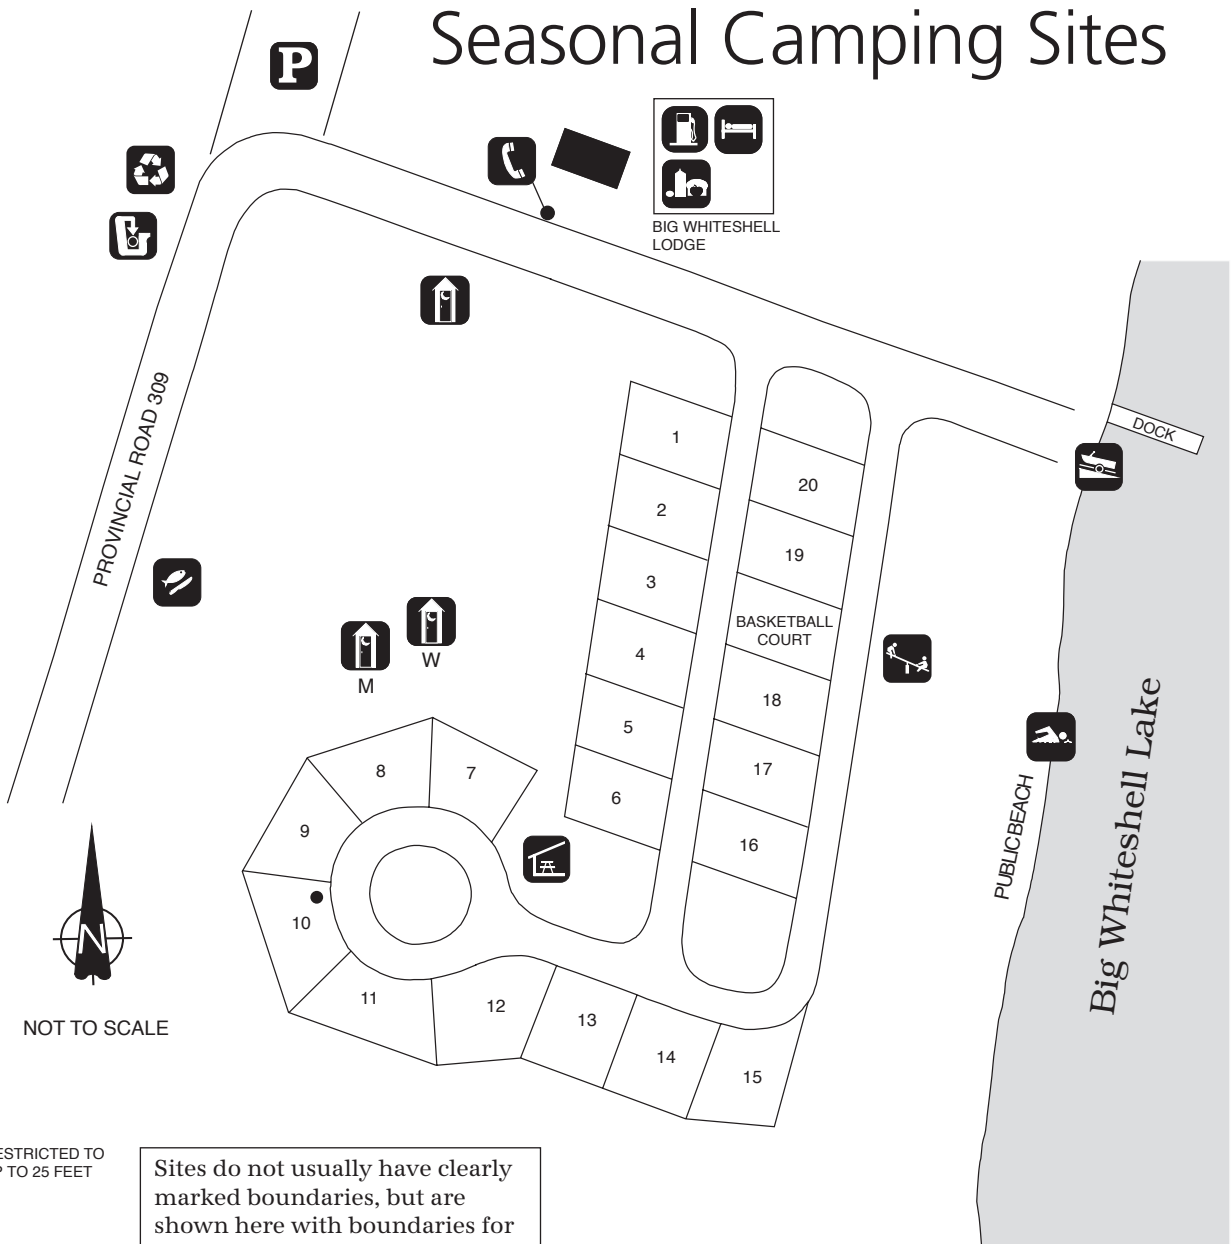 Seasonal Camping Sites
P
BIG WHITESHELL
LODGE
PROVINCIAL ROAD 309
DOCK
1
2
3
4
5
6
20
19
BASKETBALL
COURT
18
17
16
M
W
7
8
9
10
11
12
13
14
15
PUBLIC BEACH
Big Whiteshell Lake
N
NOT TO SCALE
ESTRICTED TO
TO 25 FEET
Sites do not usually have clearly
marked boundaries, but are
shown here with boundaries for